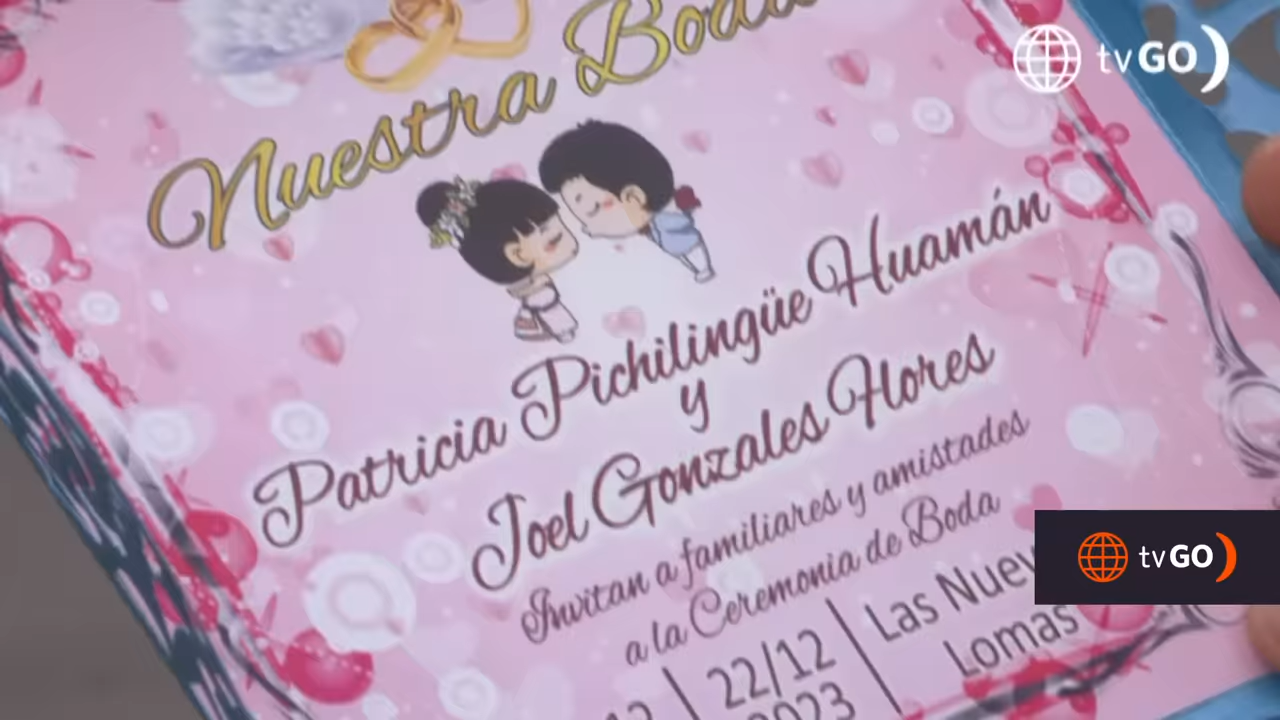 tvGO
Nuestra Boda
Patricia Pichilingüe Huamán
y
Joel Gonzales Flores
Invitan a familiares y amistades
a la Ceremonia de Boda
22/12
2023
Las Nuev
Lomas
tvGO